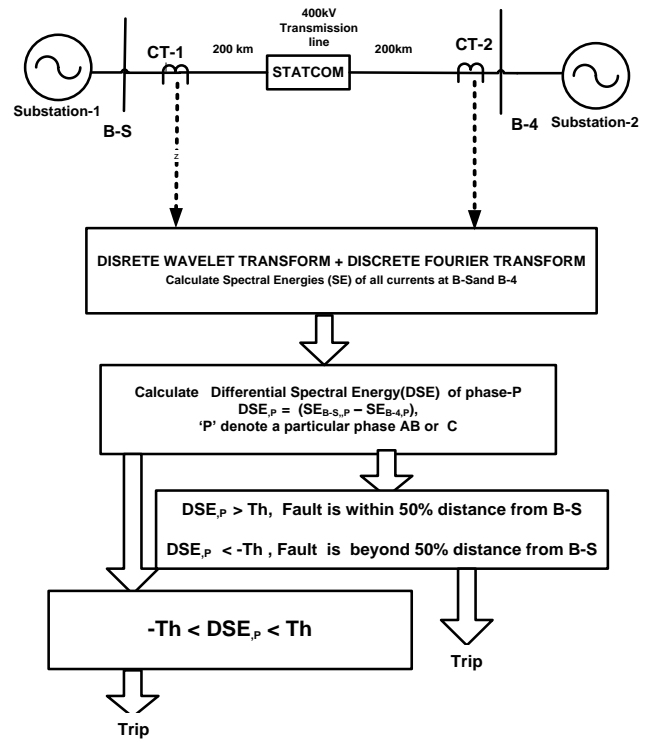 400kV
Transmission
line
CT-1
200 km
200km
CT-2
STATCOM
Substation-1
B-S
B-4
Substation-2
z
DISRETE WAVELET TRANSFORM + DISCRETE FOURIER TRANSFORM
Calculate Spectral Energies (SE) of all currents at B-Sand B-4
Calculate Differential Spectral Energy(DSE) of phase-P
DSE,P = (SEB-S,,P – SEB-4,P),
‘P’ denote a particular phase AB or C
DSE,P > Th, Fault is within 50% distance from B-S
DSE,P < -Th , Fault is beyond 50% distance from B-S
-Th < DSE,P < Th
Trip
Trip